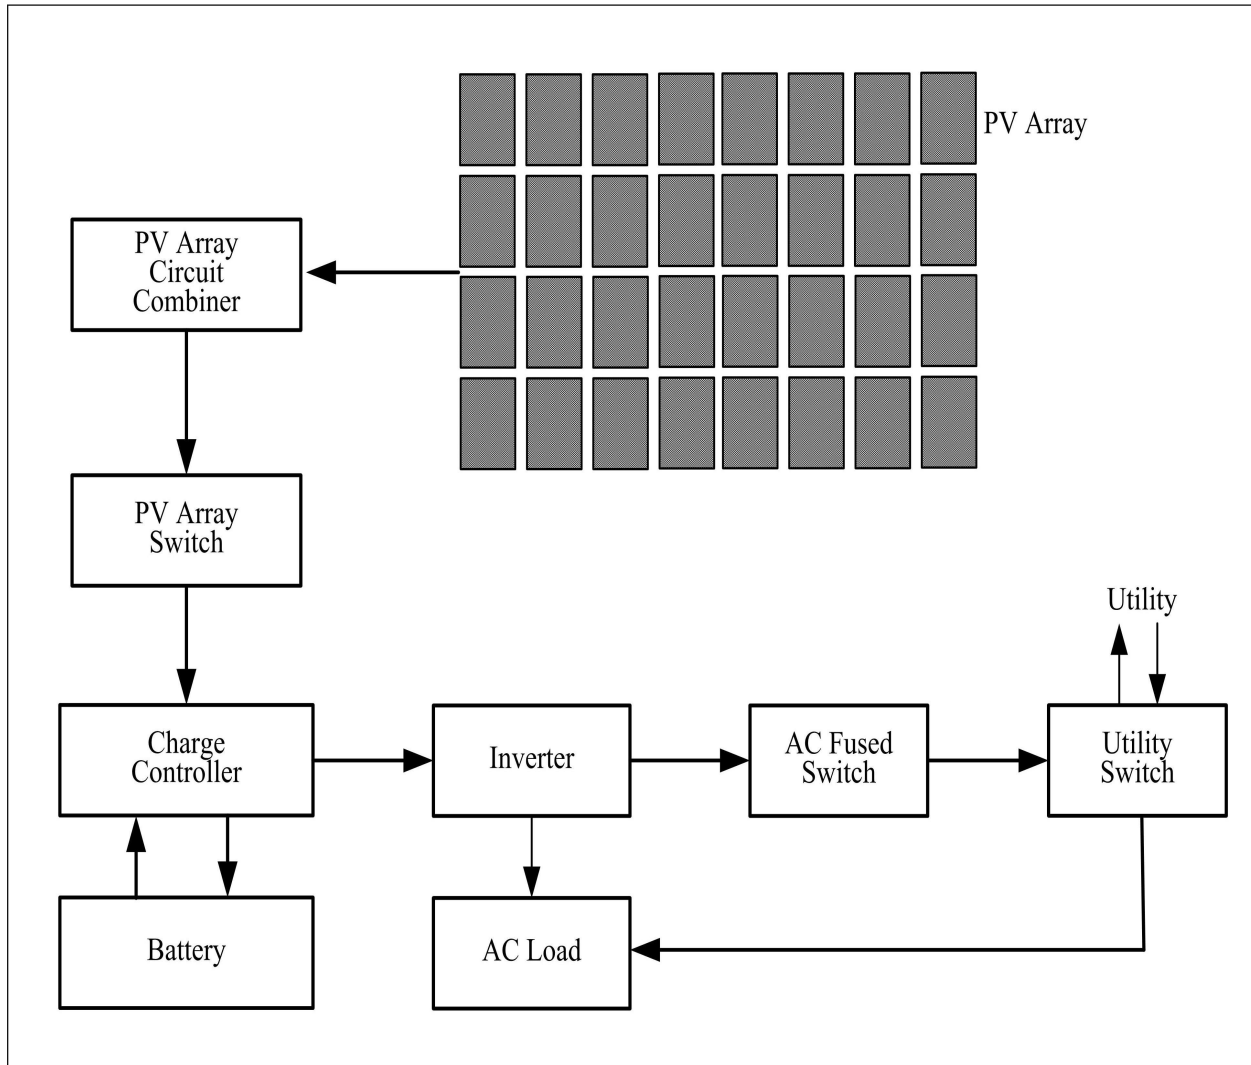 PV Array
PV Array
Circuit
Combiner
PV Array
Switch
Utility
Charge
Controller
Inverter
AC Fused
Switch
Utility
Switch
Battery
AC Load